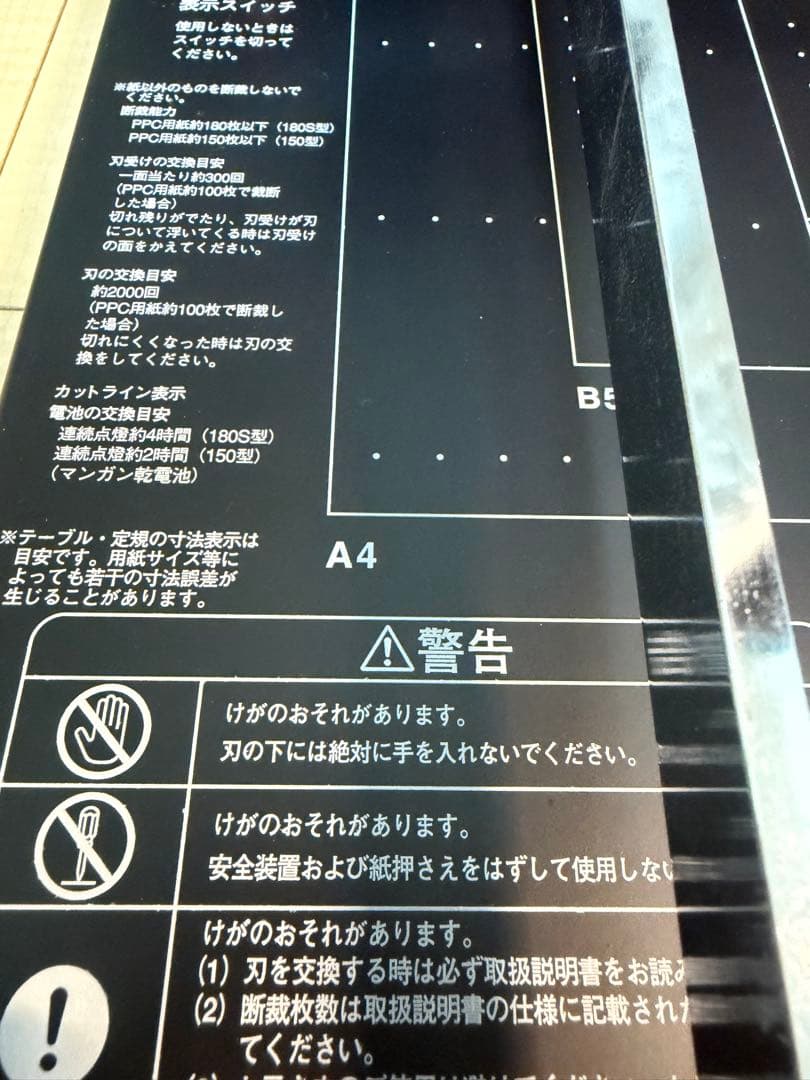 表示スイッチ
使用しないときは
スイッチを切って
ください。
※紙以外のものを断裁しないで
ください。
断裁能力
PPC用紙約180枚以下（180S型）
PPC用紙約150枚以下（150型）
刃受けの交換目安
一面当たり約300回
（PPC用紙約100枚で裁断
した場合）
切れ残りがでたり、刃受けが刃
について浮いてくる時は刃受け
の面をかえてください。
刃の交換目安
約2000回
（PPC用紙約100枚で断裁し
た場合）
切れにくくなった時は刃の交
換をしてください。
カットライン表示
電池の交換目安
連続点燈約4時間（180S型）
連続点燈約2時間（150型）
（マンガン乾電池）
※テーブル・定規の寸法表示は
目安です。用紙サイズ等に
よっても若干の寸法誤差が
生じることがあります。
B5
A4
警告
けがのおそれがあります。
刃の下には絶対に手を入れないでください。
けがのおそれがあります。
安全装置および紙押さえをはずして使用しない
けがのおそれがあります。
(1) 刃を交換する時は必ず取扱説明書をお読み
(2) 断裁枚数は取扱説明書の仕様に記載された
てください。